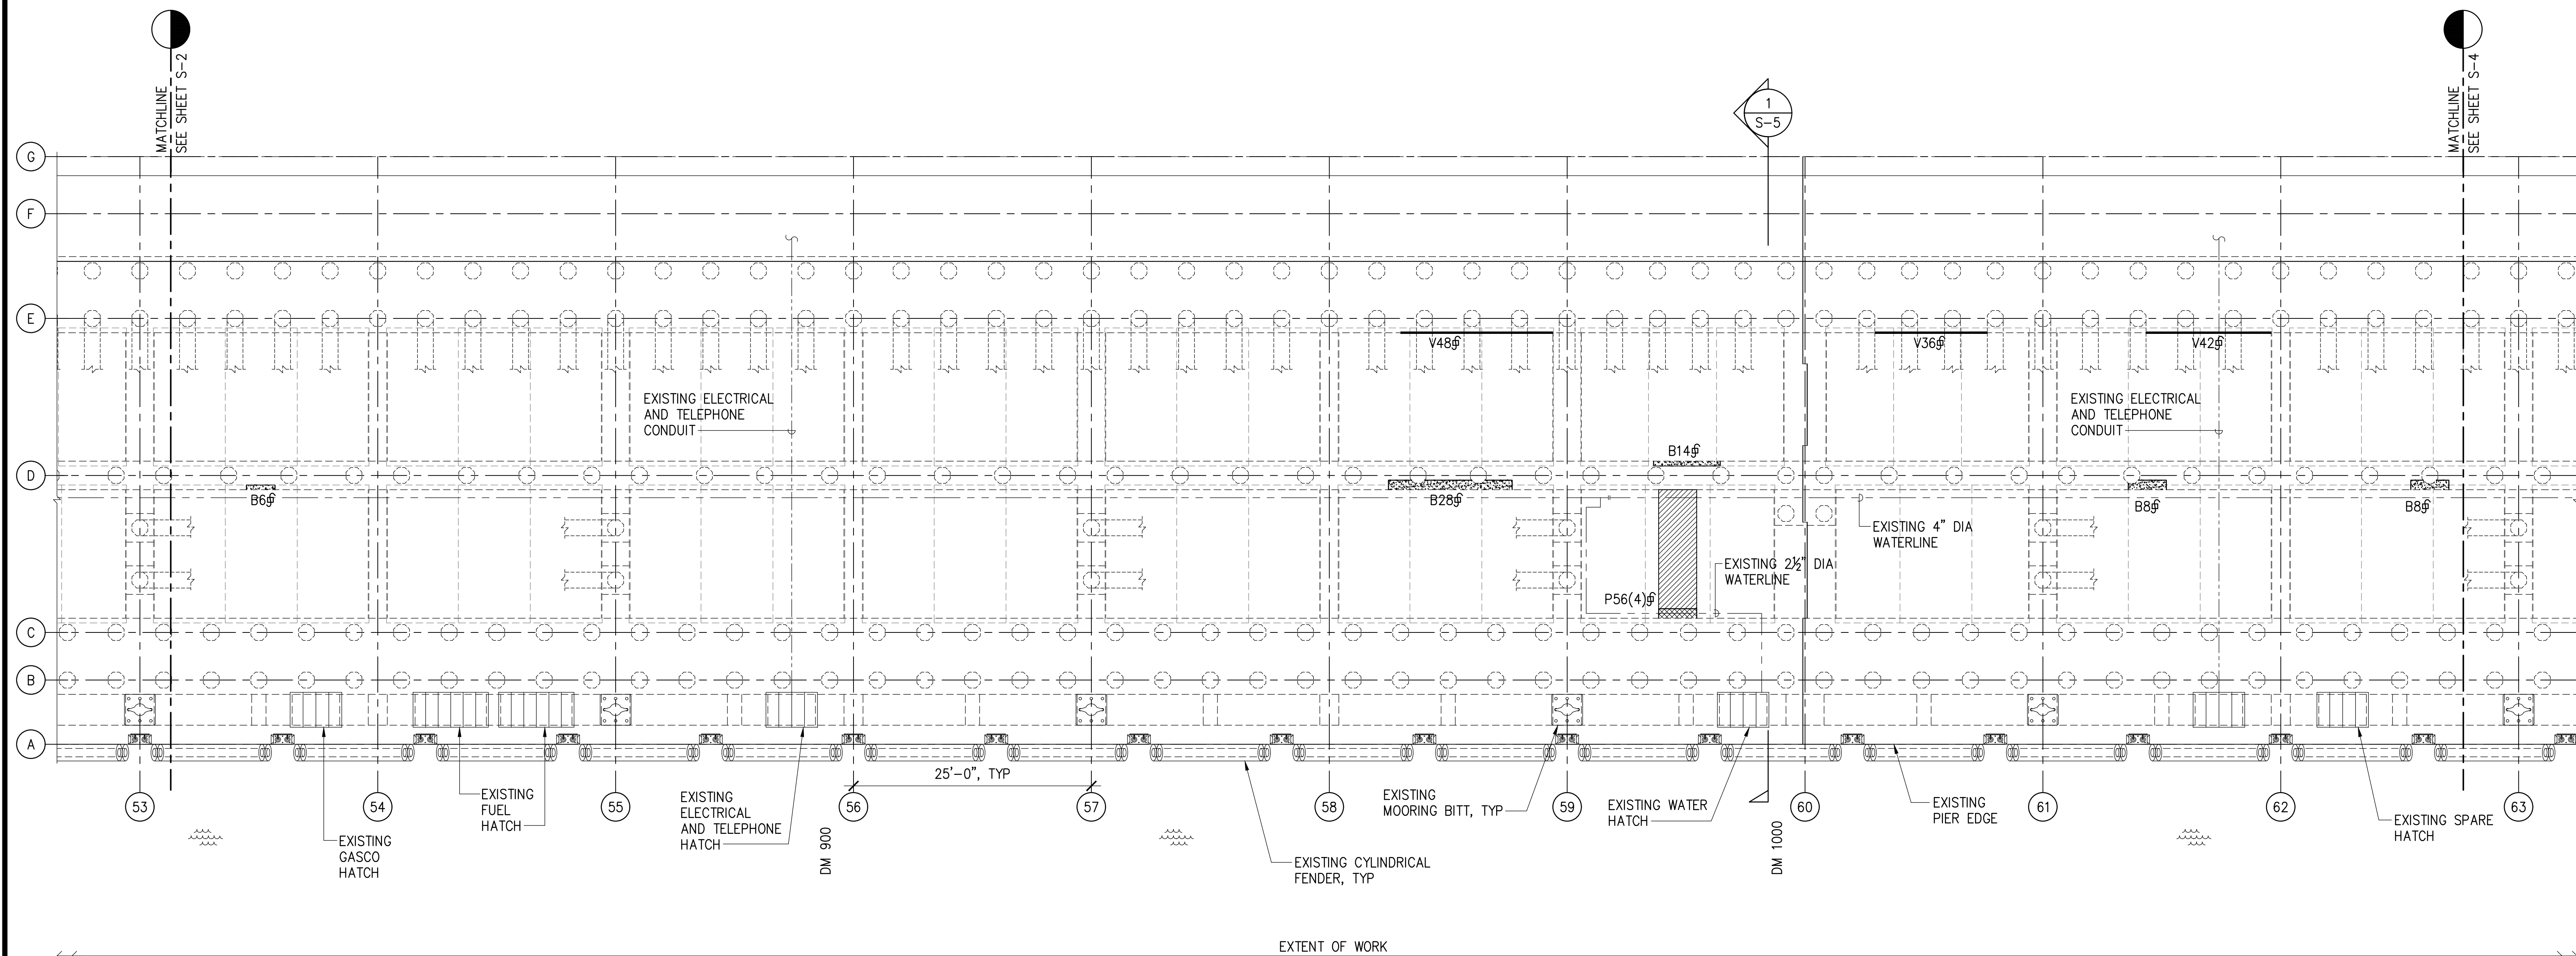 MATCHLINE
SEE SHEET S-2
MATCHLINE
SEE SHEET S-4
1
S-5
G
F
E
V48
V36
V42
EXISTING ELECTRICAL
AND TELEPHONE
CONDUIT
EXISTING ELECTRICAL
AND TELEPHONE
CONDUIT
B14
D
B6
B28
B8
B8
EXISTING 4" DIA
WATERLINE
EXISTING 2½" DIA
WATERLINE
P56(4)
C
B
A
25'-0", TYP
53
54
55
56
57
58
59
60
61
62
63
EXISTING
GASCO
HATCH
EXISTING
FUEL
HATCH
EXISTING
ELECTRICAL
AND TELEPHONE
HATCH
DM 900
EXISTING CYLINDRICAL
FENDER, TYP
EXISTING
MOORING BITT, TYP
EXISTING WATER
HATCH
DM 1000
EXISTING
PIER EDGE
EXISTING SPARE
HATCH
EXTENT OF WORK